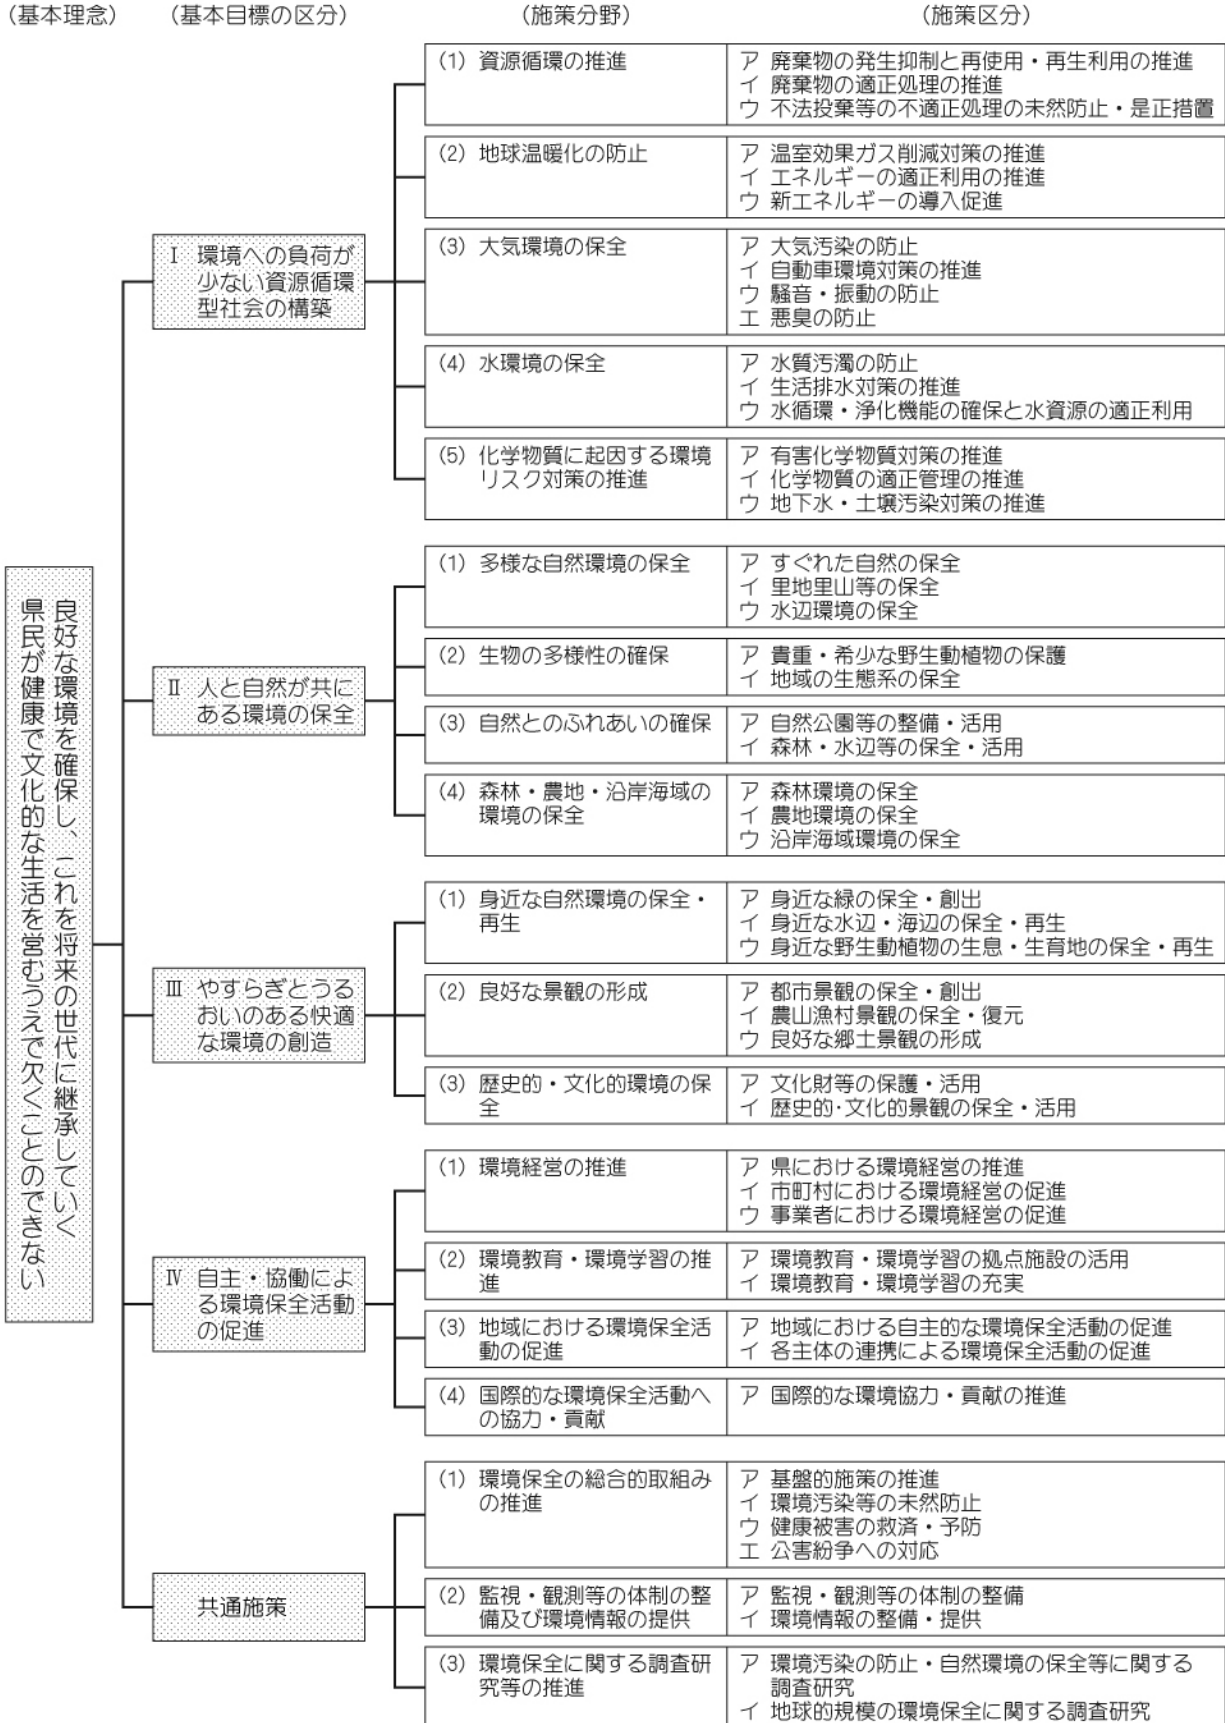 (基本理念)　(基本目標の区分)　(施策分野)　(施策区分)
良好な環境を確保し、これを将来の世代に継承していく
県民が健康で文化的な生活を営むうえで欠くことのできない
Ⅰ 環境への負荷が
少ない資源循環
型社会の構築
(1) 資源循環の推進
ア 廃棄物の発生抑制と再使用・再生利用の推進
イ 廃棄物の適正処理の推進
ウ 不法投棄等の不適正処理の未然防止・是正措置
(2) 地球温暖化の防止
ア 温室効果ガス削減対策の推進
イ エネルギーの適正利用の推進
ウ 新エネルギーの導入促進
(3) 大気環境の保全
ア 大気汚染の防止
イ 自動車環境対策の推進
ウ 騒音・振動の防止
エ 悪臭の防止
(4) 水環境の保全
ア 水質汚濁の防止
イ 生活排水対策の推進
ウ 水循環・浄化機能の確保と水資源の適正利用
(5) 化学物質に起因する環境
リスク対策の推進
ア 有害化学物質対策の推進
イ 化学物質の適正管理の推進
ウ 地下水・土壌汚染対策の推進
Ⅱ 人と自然が共に
ある環境の保全
(1) 多様な自然環境の保全
ア すぐれた自然の保全
イ 里地里山等の保全
ウ 水辺環境の保全
(2) 生物の多様性の確保
ア 貴重・希少な野生動植物の保護
イ 地域の生態系の保全
(3) 自然とのふれあいの確保
ア 自然公園等の整備・活用
イ 森林・水辺等の保全・活用
(4) 森林・農地・沿岸海域の
環境の保全
ア 森林環境の保全
イ 農地環境の保全
ウ 沿岸海域環境の保全
Ⅲ やすらぎとうる
おいのある快適
な環境の創造
(1) 身近な自然環境の保全・
再生
ア 身近な緑の保全・創出
イ 身近な水辺・海辺の保全・再生
ウ 身近な野生動植物の生息・生育地の保全・再生
(2) 良好な景観の形成
ア 都市景観の保全・創出
イ 農山漁村景観の保全・復元
ウ 良好な郷土景観の形成
(3) 歴史的・文化的環境の保
全
ア 文化財等の保護・活用
イ 歴史的・文化的景観の保全・活用
Ⅳ 自主・協働によ
る環境保全活動
の促進
(1) 環境経営の推進
ア 県における環境経営の推進
イ 市町村における環境経営の促進
ウ 事業者における環境経営の促進
(2) 環境教育・環境学習の推
進
ア 環境教育・環境学習の拠点施設の活用
イ 環境教育・環境学習の充実
(3) 地域における環境保全活
動の促進
ア 地域における自主的な環境保全活動の促進
イ 各主体の連携による環境保全活動の促進
(4) 国際的な環境保全活動へ
の協力・貢献
ア 国際的な環境協力・貢献の推進
共通施策
(1) 環境保全の総合的取組み
の推進
ア 基盤的施策の推進
イ 環境汚染等の未然防止
ウ 健康被害の救済・予防
エ 公害紛争への対応
(2) 監視・観測等の体制の整
備及び環境情報の提供
ア 監視・観測等の体制の整備
イ 環境情報の整備・提供
(3) 環境保全に関する調査研
究等の推進
ア 環境汚染の防止・自然環境の保全等に関する
調査研究
イ 地球的規模の環境保全に関する調査研究